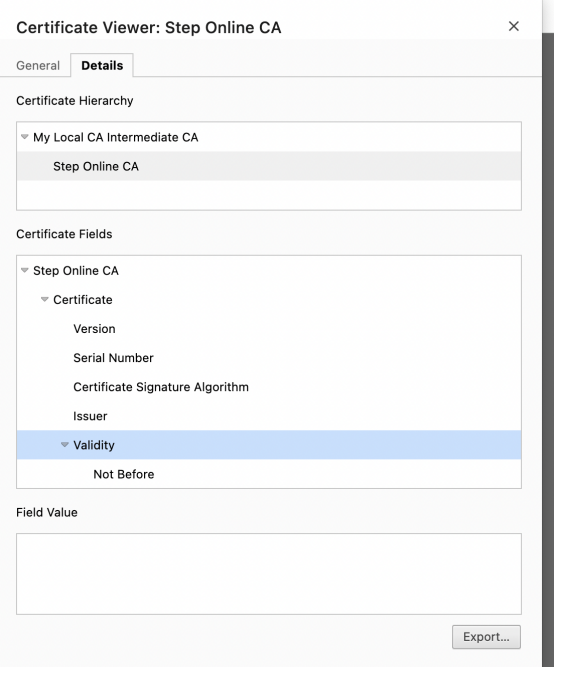 Certificate Viewer: Step Online CA
General Details
Certificate Hierarchy
My Local CA Intermediate CA
Step Online CA
Certificate Fields
Step Online CA
Certificate
Version
Serial Number
Certificate Signature Algorithm
Issuer
Validity
Not Before
Field Value
Export...